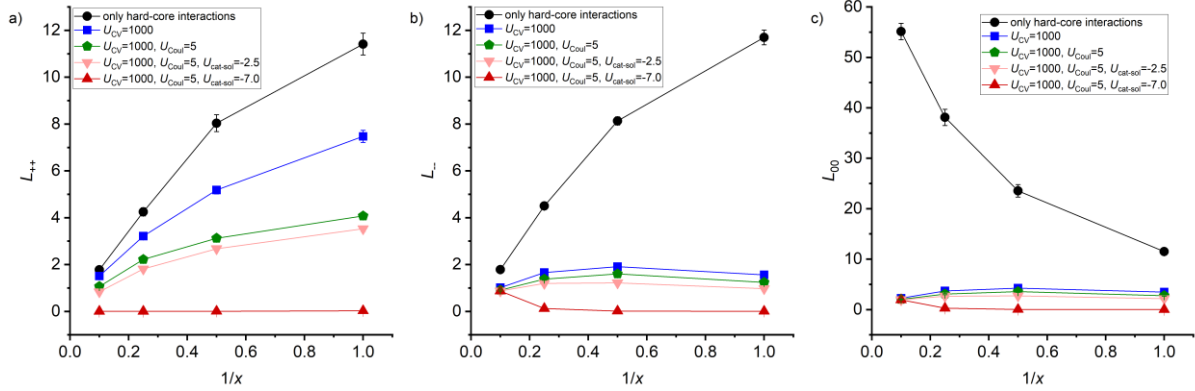 a)
only hard-core interactions
U_CV=1000
U_CV=1000, U_Coul=5
U_CV=1000, U_Coul=5, U_cat-sol=-2.5
U_CV=1000, U_Coul=5, U_cat-sol=-7.0
L_++
12
10
8
6
4
2
0
0.0 0.2 0.4 0.6 0.8 1.0
1/x
b)
only hard-core interactions
U_CV=1000
U_CV=1000, U_Coul=5
U_CV=1000, U_Coul=5, U_cat-sol=-2.5
U_CV=1000, U_Coul=5, U_cat-sol=-7.0
L_--
12
10
8
6
4
2
0
0.0 0.2 0.4 0.6 0.8 1.0
1/x
c)
only hard-core interactions
U_CV=1000
U_CV=1000, U_Coul=5
U_CV=1000, U_Coul=5, U_cat-sol=-2.5
U_CV=1000, U_Coul=5, U_cat-sol=-7.0
L_00
60
50
40
30
20
10
0
0.0 0.2 0.4 0.6 0.8 1.0
1/x